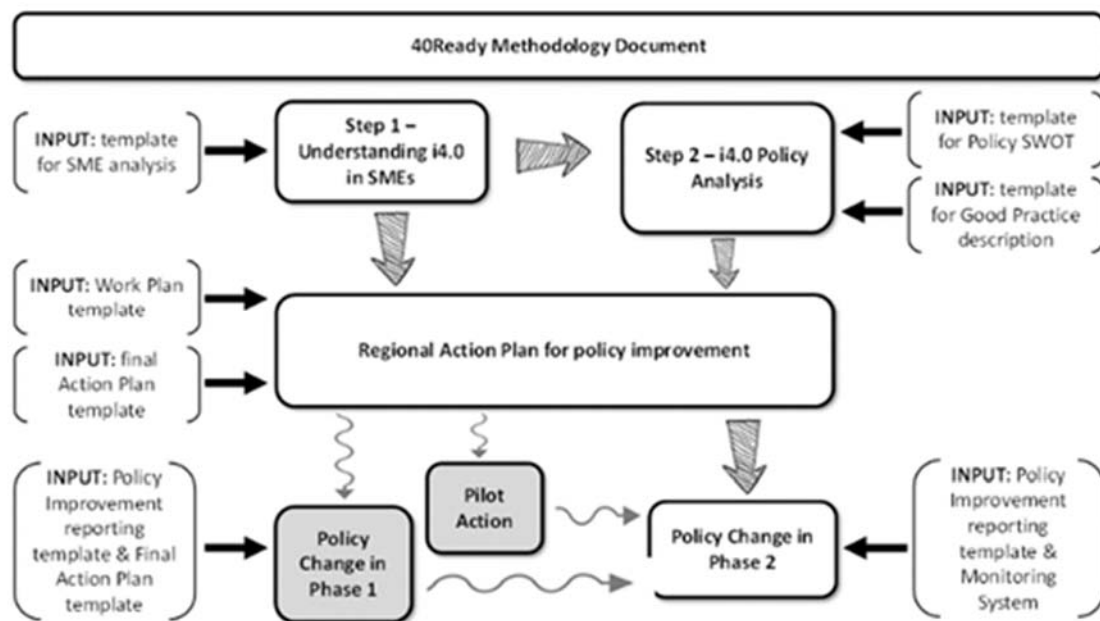 40Ready Methodology Document
INPUT: template
for SME analysis
Step 1 –
Understanding i4.0
in SMEs
Step 2 – i4.0 Policy
Analysis
INPUT: template
for Policy SWOT
INPUT: template
for Good Practice
description
INPUT: Work Plan
template
INPUT: final
Action Plan
template
Regional Action Plan for policy improvement
INPUT: Policy
Improvement
reporting
template & Final
Action Plan
template
Policy
Change in
Phase 1
Pilot
Action
Policy Change in
Phase 2
INPUT: Policy
Improvement
reporting
template &
Monitoring
System